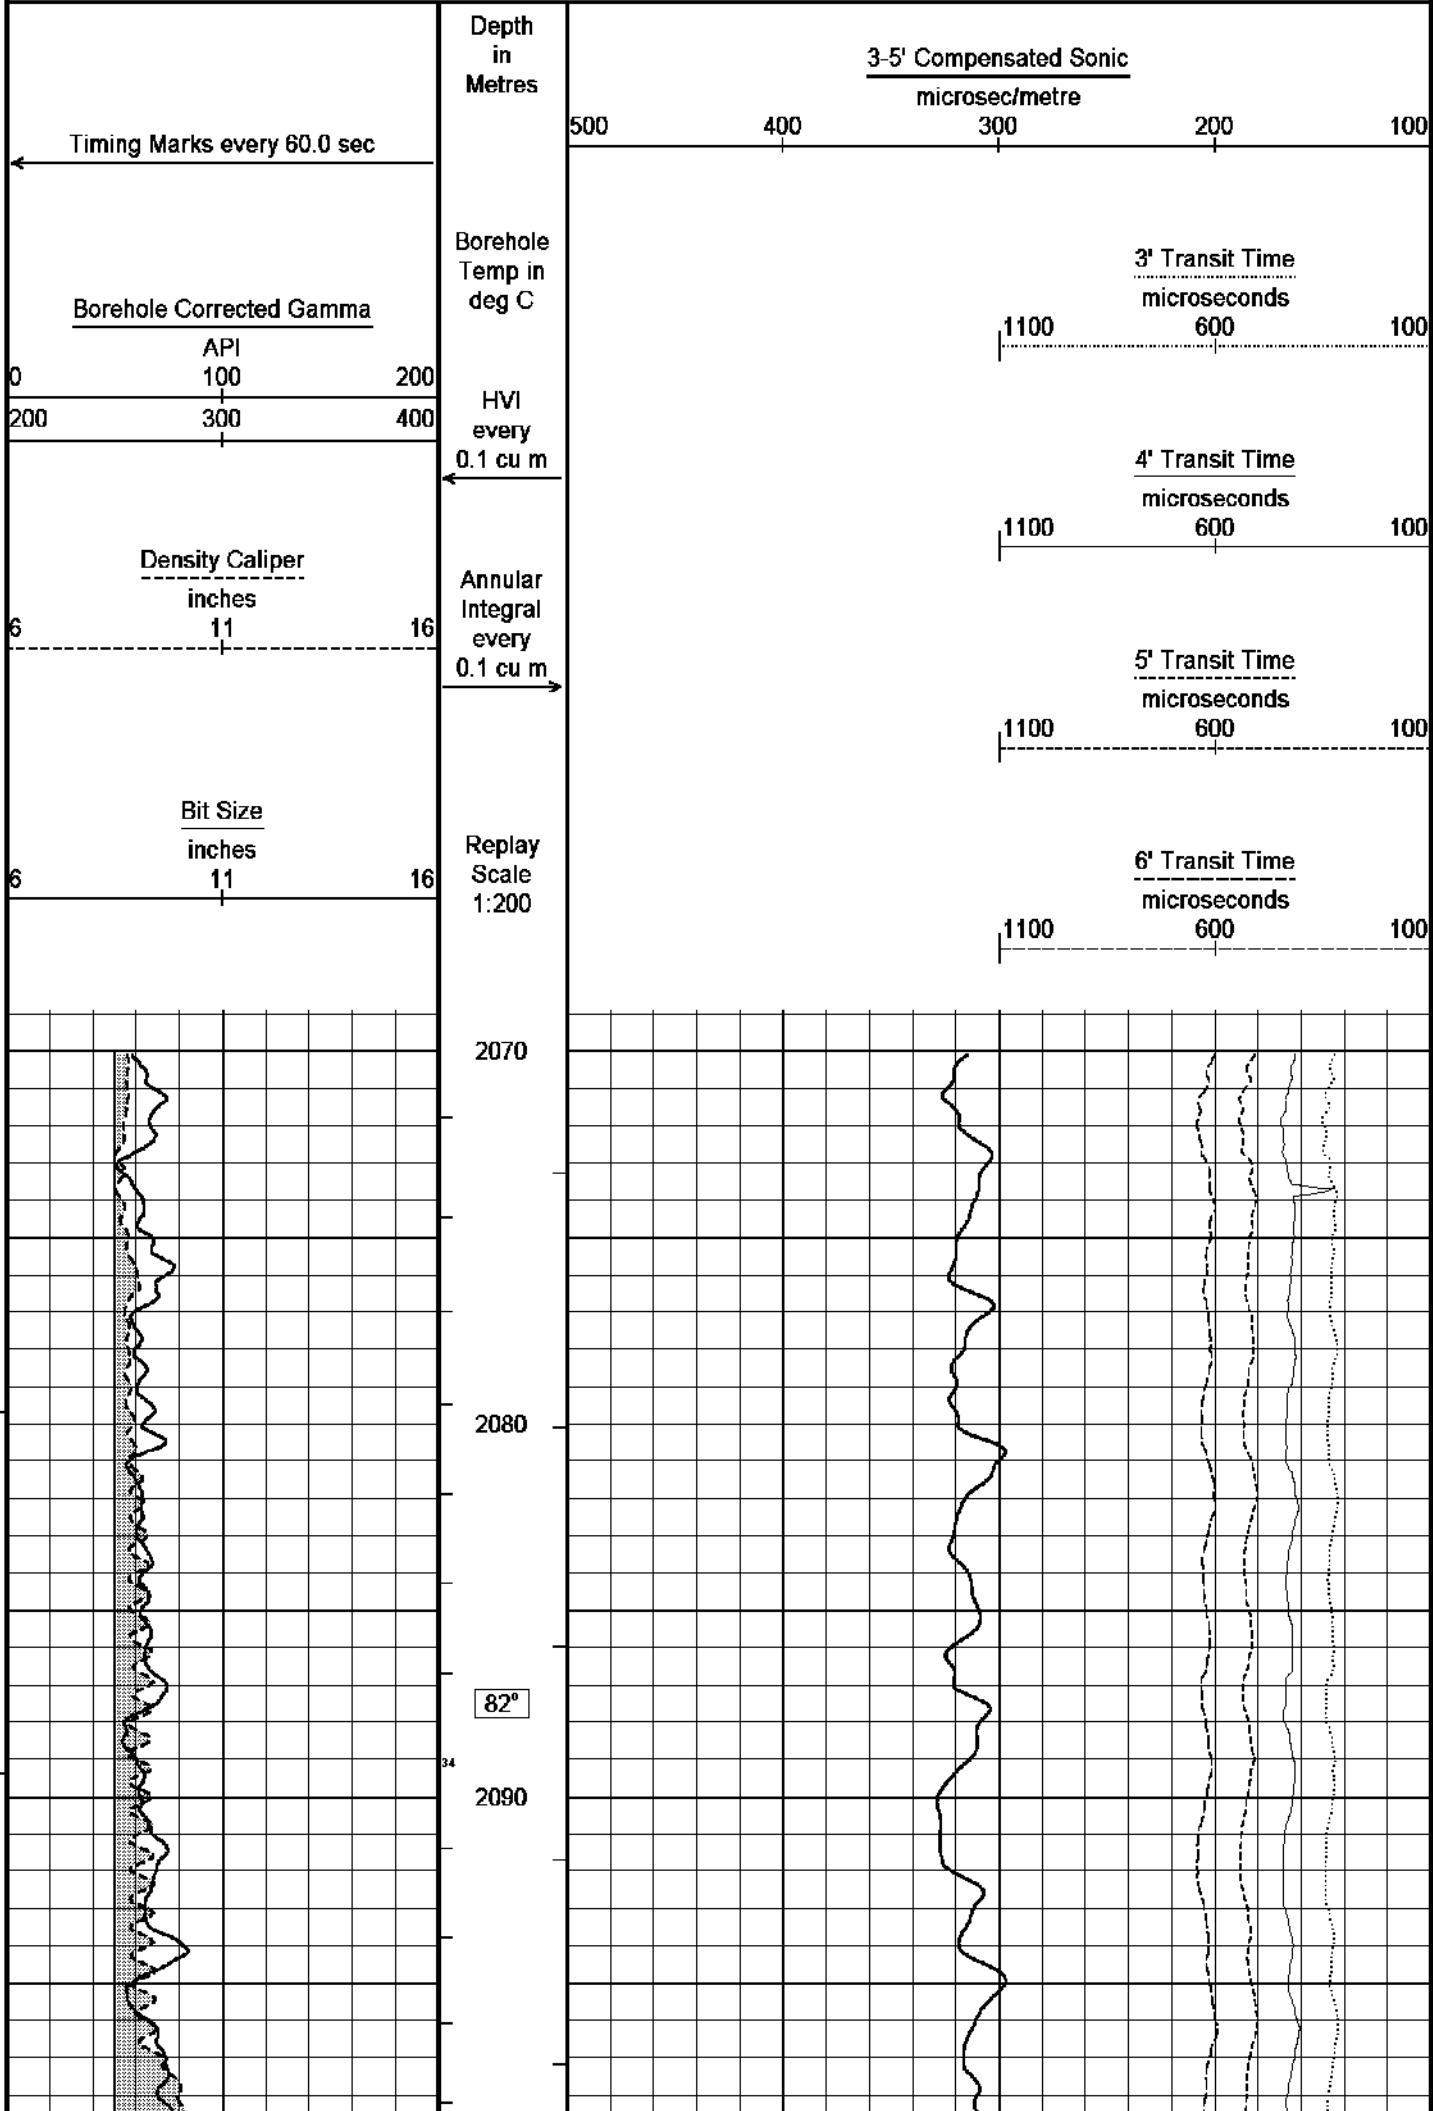 Timing Marks every 60.0 sec
Borehole Corrected Gamma
API
0 100 200
200 300 400
Density Caliper
inches
6 11 16
Bit Size
inches
6 11 16
Depth
in
Metres
Borehole
Temp in
deg C
HVI
every
0.1 cu m
Annular
Integral
every
0.1 cu m
Replay
Scale
1:200
3-5' Compensated Sonic
microsec/metre
500 400 300 200 100
3' Transit Time
microseconds
1100 600 100
4' Transit Time
microseconds
1100 600 100
5' Transit Time
microseconds
1100 600 100
6' Transit Time
microseconds
1100 600 100
2070
2080
82°
34
2090